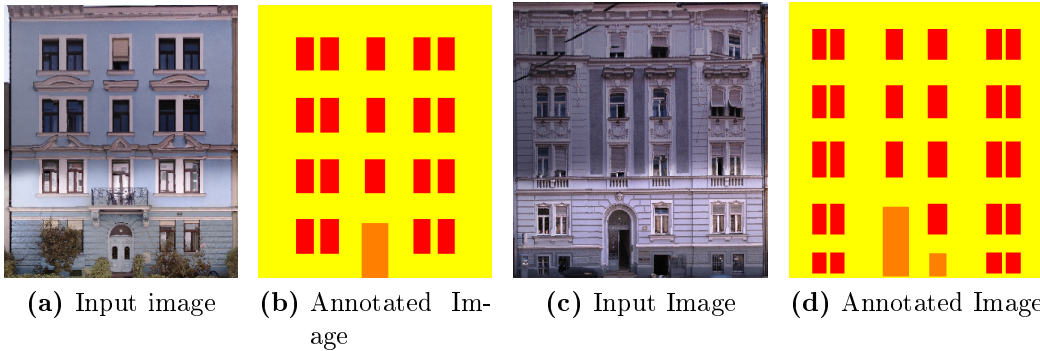 (a) Input image
(b) Annotated Im-
age
(c) Input Image
(d) Annotated Image